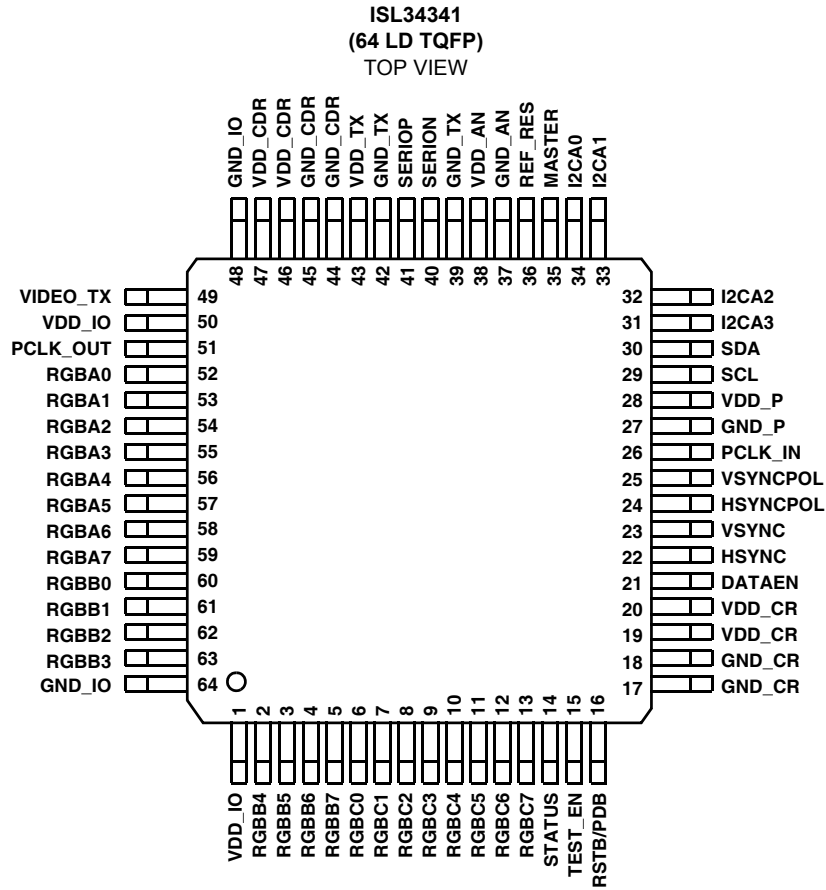 ISL34341
(64 LD TQFP)
TOP VIEW
GND_IO
VDD_CDR
VDD_CDR
GND_CDR
GND_CDR
VDD_TX
GND_TX
SERIOP
SERION
GND_TX
VDD_AN
GND_AN
REF_RES
MASTER
I2CA0
I2CA1
48 47 46 45 44 43 42 41 40 39 38 37 36 35 34 33
VIDEO_TX 49
VDD_IO 50
PCLK_OUT 51
RGBA0 52
RGBA1 53
RGBA2 54
RGBA3 55
RGBA4 56
RGBA5 57
RGBA6 58
RGBA7 59
RGBB0 60
RGBB1 61
RGBB2 62
RGBB3 63
GND_IO 64
32 I2CA2
31 I2CA3
30 SDA
29 SCL
28 VDD_P
27 GND_P
26 PCLK_IN
25 VSYNCPOL
24 HSYNCPOL
23 VSYNC
22 HSYNC
21 DATAEN
20 VDD_CR
19 VDD_CR
18 GND_CR
17 GND_CR
1 2 3 4 5 6 7 8 9 10 11 12 13 14 15 16
VDD_IO
RGBB4
RGBB5
RGBB6
RGBB7
RGBC0
RGBC1
RGBC2
RGBC3
RGBC4
RGBC5
RGBC6
RGBC7
STATUS
TEST_EN
RSTB/PDB